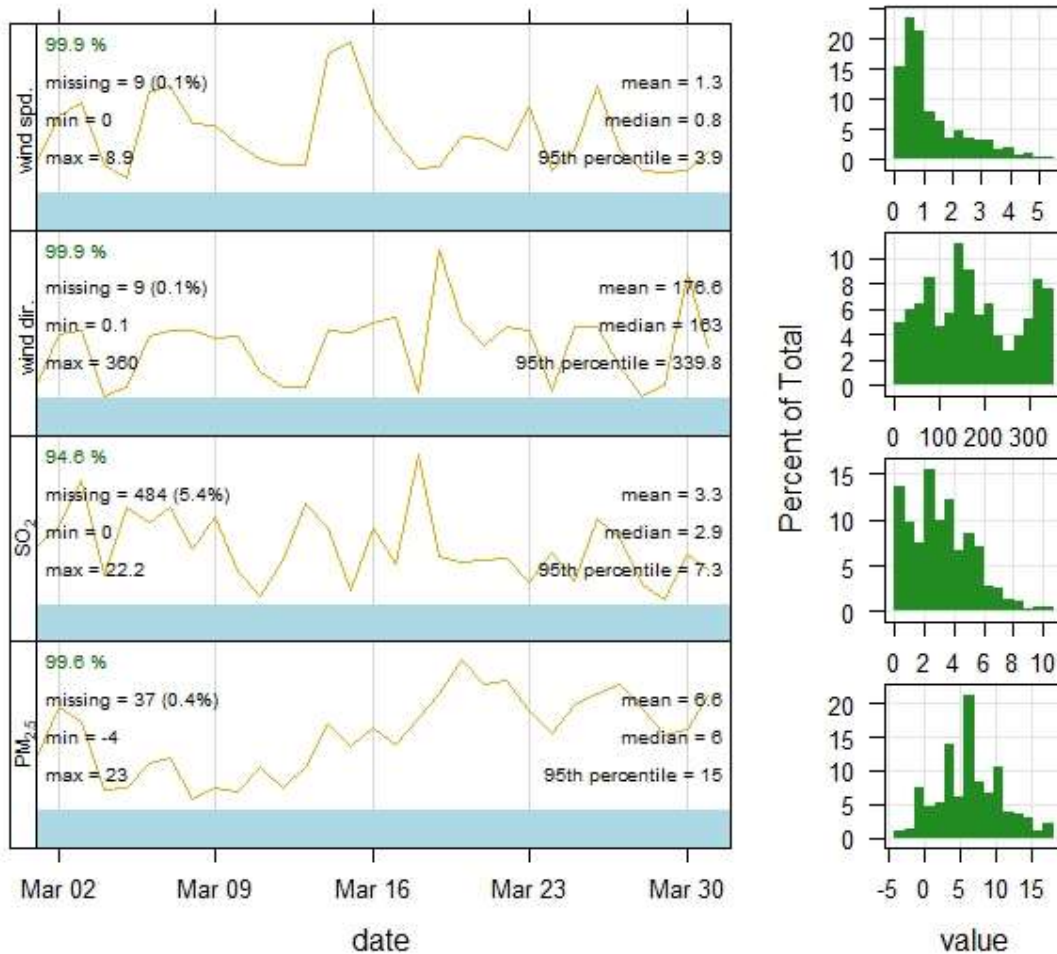 wind spd.
99.9 %
missing = 9 (0.1%)
min = 0
max = 8.9
mean = 1.3
median = 0.8
95th percentile = 3.9
wind dir.
99.9 %
missing = 9 (0.1%)
min = 0.1
max = 360
mean = 176.6
median = 163
95th percentile = 339.8
SO2
94.6 %
missing = 484 (5.4%)
min = 0
max = 22.2
mean = 3.3
median = 2.9
95th percentile = 7.3
PM2.5
99.6 %
missing = 37 (0.4%)
min = -4
max = 23
mean = 6.6
median = 6
95th percentile = 15
Mar 02 Mar 09 Mar 16 Mar 23 Mar 30
date
Percent of Total
20
15
10
5
0
0 1 2 3 4 5
10
8
6
4
2
0
0 100 200 300
15
10
5
0
0 2 4 6 8 10
20
15
10
5
0
-5 0 5 10 15
value